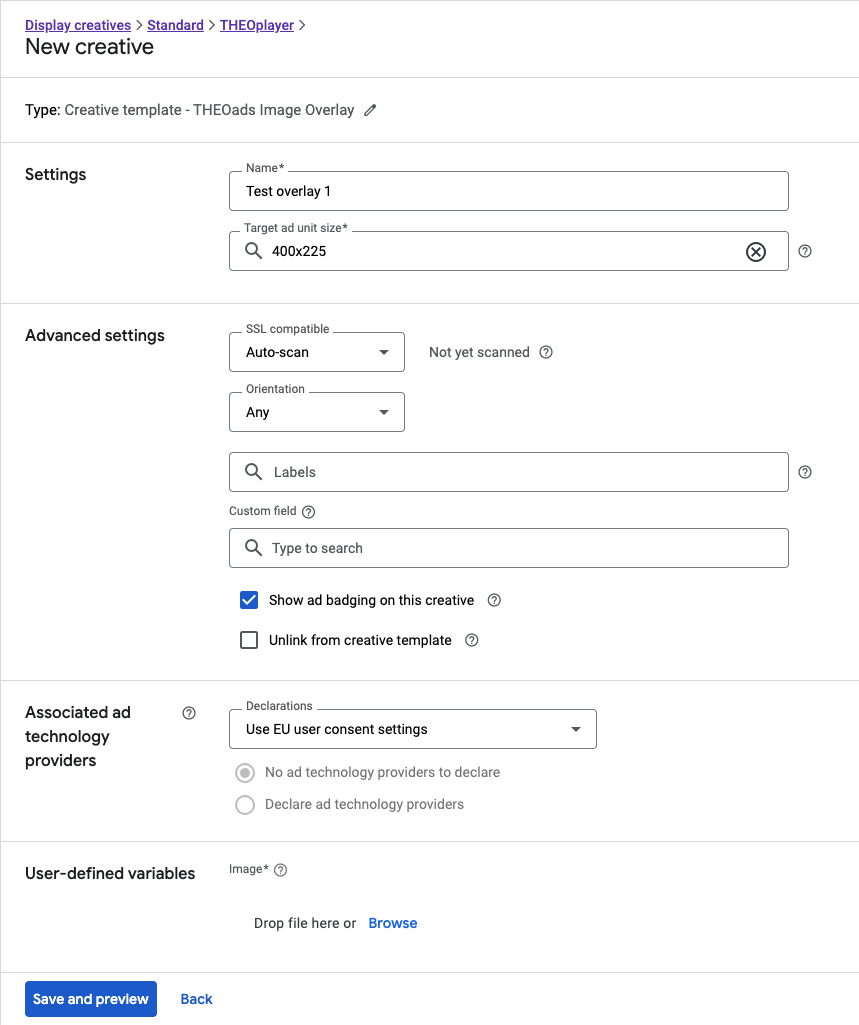 Display creatives > Standard > THEOplayer >
New creative
Type: Creative template - THEOads Image Overlay
Settings
Name*
Test overlay 1
Target ad unit size*
400x225
Advanced settings
SSL compatible
Auto-scan
Not yet scanned
Orientation
Any
Labels
Custom field
Type to search
Show ad badging on this creative
Unlink from creative template
Associated ad
technology
providers
Declarations
Use EU user consent settings
No ad technology providers to declare
Declare ad technology providers
User-defined variables
Image*
Drop file here or Browse
Save and preview Back